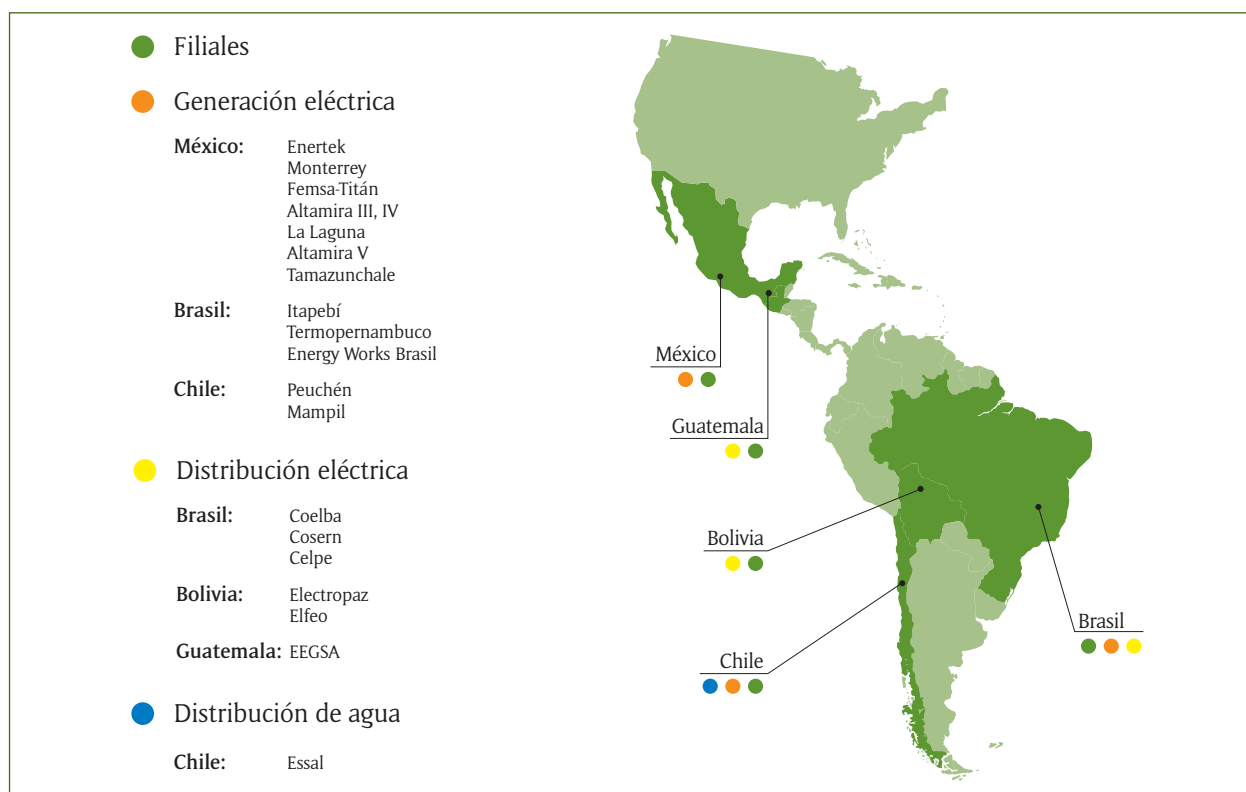 Filiales
Generación eléctrica
México: Enertek
Monterrey
Femsa-Titán
Altamira III, IV
La Laguna
Altamira V
Tamazunchale
Brasil: Itapebí
Termopernambuco
Energy Works Brasil
Chile: Peuchén
Mampil
Distribución eléctrica
Brasil: Coelba
Cosern
Celpe
Bolivia: Electropaz
Elfeo
Guatemala: EEGSA
Distribución de agua
Chile: Essal
México
Guatemala
Bolivia
Chile
Brasil